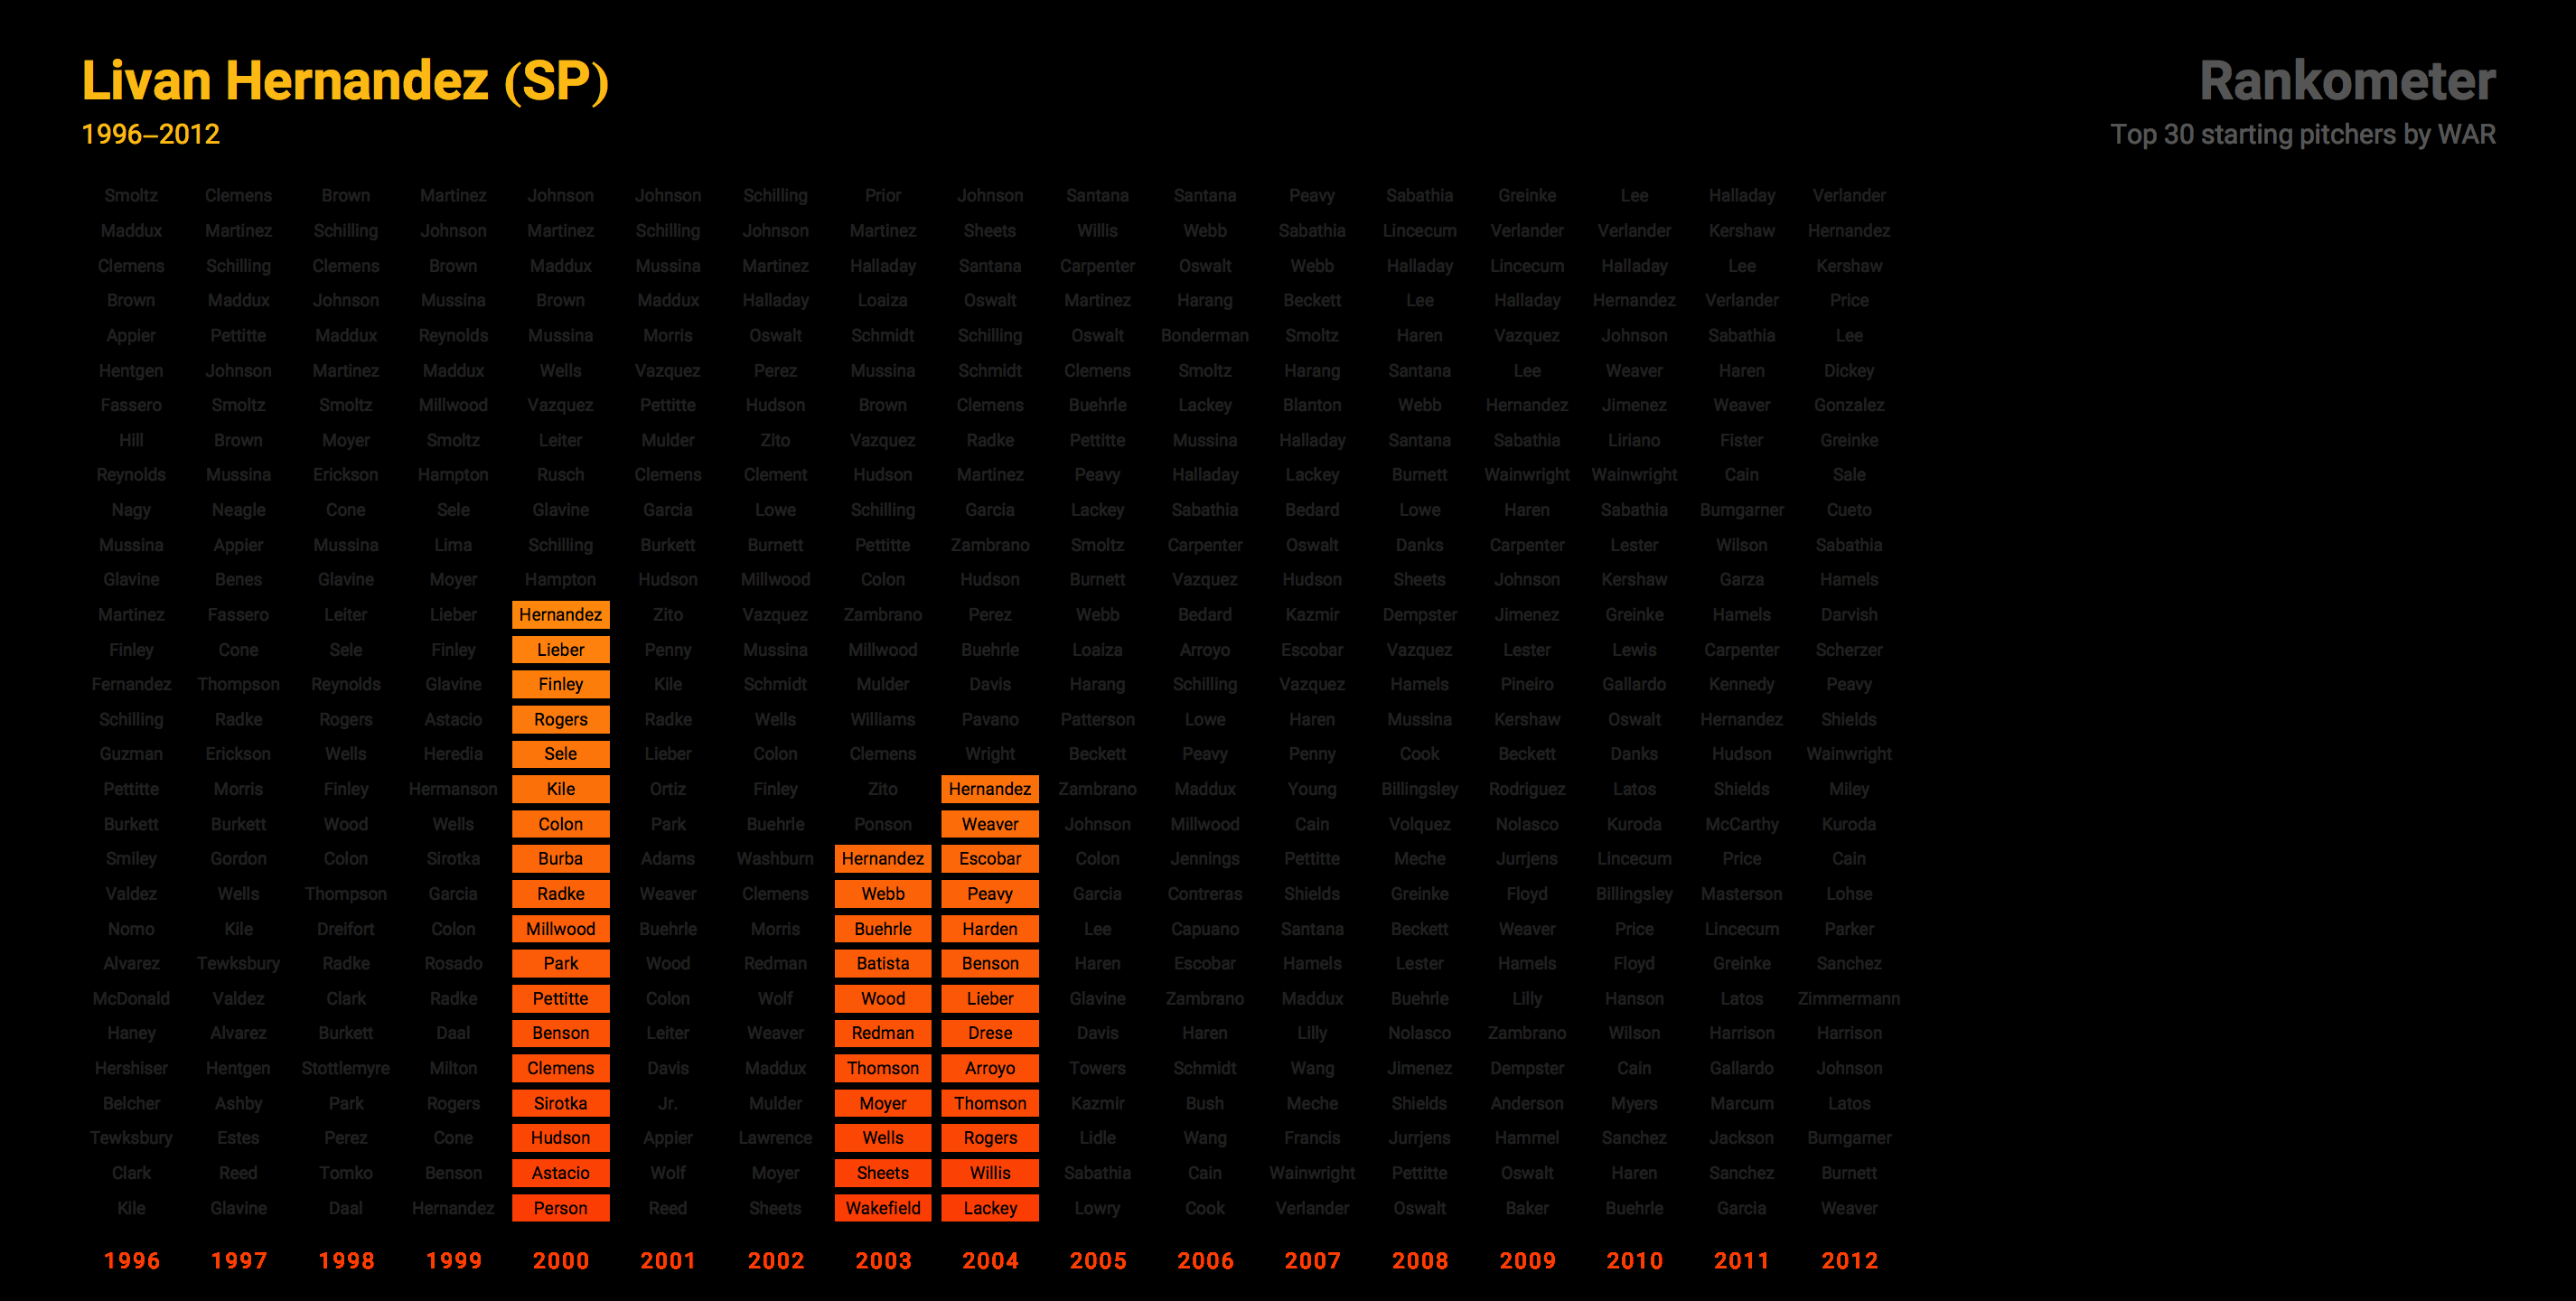 Livan Hernandez (SP)
Rankometer
1996–2012
Top 30 starting pitchers by WAR
Smoltz Clemens Brown Martinez Johnson Johnson Schilling Prior Johnson Santana Santana Peavy Sabathia Greinke Lee Halladay Verlander
Maddux Martinez Schilling Johnson Martinez Schilling Johnson Martinez Sheets Willis Webb Sabathia Lincecum Verlander Verlander Kershaw Hernandez
Clemens Schilling Clemens Brown Maddux Mussina Martinez Halladay Santana Carpenter Oswalt Webb Halladay Lincecum Halladay Lee Kershaw
Brown Maddux Johnson Mussina Brown Maddux Halladay Loaiza Oswalt Martinez Harang Beckett Lee Halladay Hernandez Verlander Price
Appier Pettitte Maddux Reynolds Mussina Morris Oswalt Schmidt Schilling Oswalt Bonderman Smoltz Haren Vazquez Johnson Sabathia Lee
Hentgen Johnson Martinez Maddux Wells Vazquez Perez Mussina Schmidt Clemens Smoltz Harang Santana Lee Weaver Haren Dickey
Fassero Smoltz Smoltz Millwood Vazquez Pettitte Hudson Brown Clemens Buehrle Lackey Blanton Webb Hernandez Jimenez Weaver Gonzalez
Hill Brown Moyer Smoltz Leiter Mulder Zito Vazquez Radke Pettitte Mussina Halladay Santana Sabathia Liriano Fister Greinke
Reynolds Mussina Erickson Hampton Rusch Clemens Clement Hudson Martinez Peavy Halladay Lackey Burnett Wainwright Wainwright Cain Sale
Nagy Neagle Cone Sele Glavine Garcia Lowe Schilling Garcia Lackey Sabathia Bedard Lowe Haren Sabathia Bumgarner Cueto
Mussina Appier Mussina Lima Schilling Burkett Burnett Pettitte Zambrano Smoltz Carpenter Oswalt Danks Carpenter Lester Wilson Sabathia
Glavine Benes Glavine Moyer Hampton Hudson Millwood Colon Hudson Burnett Vazquez Hudson Sheets Johnson Kershaw Garza Hamels
Martinez Fassero Leiter Lieber Hernandez Zito Vazquez Zambrano Perez Webb Bedard Kazmir Dempster Jimenez Greinke Hamels Darvish
Finley Cone Sele Finley Lieber Penny Mussina Millwood Buehrle Loaiza Arroyo Escobar Vazquez Lester Lewis Carpenter Scherzer
Fernandez Thompson Reynolds Glavine Finley Kile Schmidt Mulder Davis Harang Schilling Vazquez Hamels Pineiro Gallardo Kennedy Peavy
Schilling Radke Rogers Astacio Rogers Radke Wells Williams Pavano Patterson Lowe Haren Mussina Kershaw Oswalt Hernandez Shields
Guzman Erickson Wells Heredia Sele Lieber Colon Clemens Wright Beckett Peavy Penny Cook Beckett Danks Hudson Wainwright
Pettitte Morris Finley Hermanson Kile Ortiz Finley Zito Hernandez Zambrano Maddux Young Billingsley Rodriguez Latos Shields Miley
Burkett Burkett Wood Wells Colon Park Buehrle Ponson Weaver Johnson Millwood Cain Volquez Nolasco Kuroda McCarthy Kuroda
Smiley Gordon Colon Sirotka Burba Adams Washburn Hernandez Escobar Colon Jennings Pettitte Meche Jurrjens Lincecum Price Cain
Valdez Wells Thompson Garcia Radke Weaver Clemens Webb Peavy Garcia Contreras Shields Greinke Floyd Billingsley Masterson Lohse
Nomo Kile Dreifort Colon Millwood Buehrle Morris Buehrle Harden Lee Capuano Santana Beckett Weaver Price Lincecum Parker
Alvarez Tewksbury Radke Rosado Park Wood Redman Batista Benson Haren Escobar Hamels Lester Hamels Floyd Greinke Sanchez
McDonald Valdez Clark Radke Pettitte Colon Wolf Wood Lieber Glavine Zambrano Maddux Buehrle Lilly Hanson Latos Zimmermann
Haney Alvarez Burkett Daal Benson Leiter Weaver Redman Drese Davis Haren Lilly Nolasco Zambrano Wilson Harrison Harrison
Hershiser Hentgen Stottlemyre Milton Clemens Davis Maddux Thomson Arroyo Towers Schmidt Wang Jimenez Dempster Cain Gallardo Johnson
Belcher Ashby Park Rogers Sirotka Jr. Mulder Moyer Thomson Kazmir Bush Meche Shields Anderson Myers Marcum Latos
Tewksbury Estes Perez Cone Hudson Appier Lawrence Wells Rogers Lidle Wang Francis Jurrjens Hammel Sanchez Jackson Bumgarner
Clark Reed Tomko Benson Astacio Wolf Moyer Sheets Willis Sabathia Cain Wainwright Pettitte Oswalt Haren Sanchez Burnett
Kile Glavine Daal Hernandez Person Reed Sheets Wakefield Lackey Lowry Cook Verlander Oswalt Baker Buehrle Garcia Weaver
1996 1997 1998 1999 2000 2001 2002 2003 2004 2005 2006 2007 2008 2009 2010 2011 2012